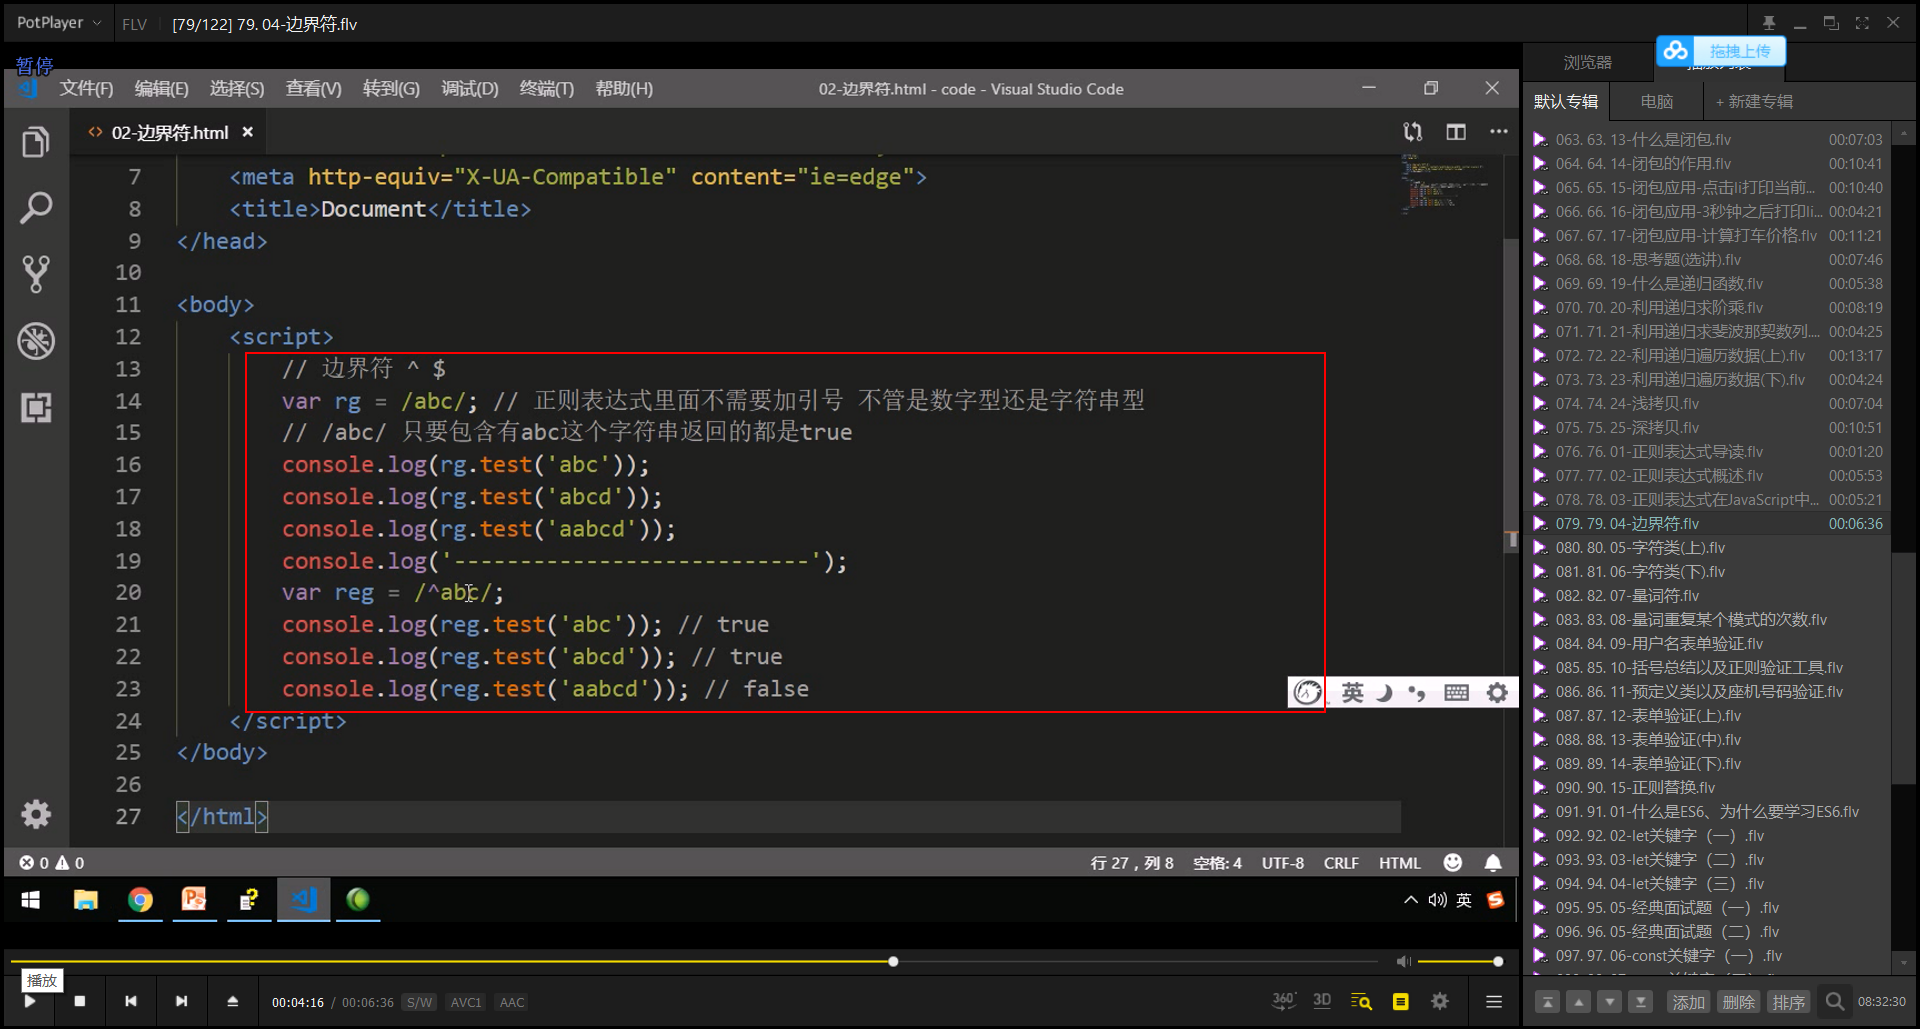 PotPlayer
FLV
[79/122] 79. 04-边界符.flv
暂停
文件(F) 编辑(E) 选择(S) 查看(V) 转到(G) 调试(D) 终端(T) 帮助(H)
02-边界符.html - code - Visual Studio Code
02-边界符.html
7 <meta http-equiv="X-UA-Compatible" content="ie=edge">
8 <title>Document</title>
9 </head>
10
11 <body>
12 <script>
13 // 边界符 ^ $
14 var rg = /abc/; // 正则表达式里面不需要加引号 不管是数字型还是字符串型
15 // /abc/ 只要包含有abc这个字符串返回的都是true
16 console.log(rg.test('abc'));
17 console.log(rg.test('abcd'));
18 console.log(rg.test('aabcd'));
19 console.log('---------------------------');
20 var reg = /^abc/;
21 console.log(reg.test('abc')); // true
22 console.log(reg.test('abcd')); // true
23 console.log(reg.test('aabcd')); // false
24 </script>
25 </body>
26
27 </html>
英
0 0
行 27，列 8 空格: 4 UTF-8 CRLF HTML
英
播放
00:04:16 / 00:06:36 S/W AVC1 AAC
360° 3D
浏览器
拖拽上传
默认专辑 电脑 + 新建专辑
063. 63. 13-什么是闭包.flv 00:07:03
064. 64. 14-闭包的作用.flv 00:10:41
065. 65. 15-闭包应用-点击li打印当前... 00:10:40
066. 66. 16-闭包应用-3秒钟之后打印li... 00:04:21
067. 67. 17-闭包应用-计算打车价格.flv 00:11:21
068. 68. 18-思考题(选讲).flv 00:07:46
069. 69. 19-什么是递归函数.flv 00:05:38
070. 70. 20-利用递归求阶乘.flv 00:08:19
071. 71. 21-利用递归求斐波那契数列.... 00:04:25
072. 72. 22-利用递归遍历数据(上).flv 00:13:17
073. 73. 23-利用递归遍历数据(下).flv 00:04:24
074. 74. 24-浅拷贝.flv 00:07:04
075. 75. 25-深拷贝.flv 00:10:51
076. 76. 01-正则表达式导读.flv 00:01:20
077. 77. 02-正则表达式概述.flv 00:05:53
078. 78. 03-正则表达式在JavaScript中... 00:05:21
079. 79. 04-边界符.flv 00:06:36
080. 80. 05-字符类(上).flv
081. 81. 06-字符类(下).flv
082. 82. 07-量词符.flv
083. 83. 08-量词重复某个模式的次数.flv
084. 84. 09-用户名表单验证.flv
085. 85. 10-括号总结以及正则验证工具.flv
086. 86. 11-预定义类以及座机号码验证.flv
087. 87. 12-表单验证(上).flv
088. 88. 13-表单验证(中).flv
089. 89. 14-表单验证(下).flv
090. 90. 15-正则替换.flv
091. 91. 01-什么是ES6、为什么要学习ES6.flv
092. 92. 02-let关键字（一）.flv
093. 93. 03-let关键字（二）.flv
094. 94. 04-let关键字（三）.flv
095. 95. 05-经典面试题（一）.flv
096. 96. 05-经典面试题（二）.flv
097. 97. 06-const关键字（一）.flv
添加 删除 排序
08:32:30